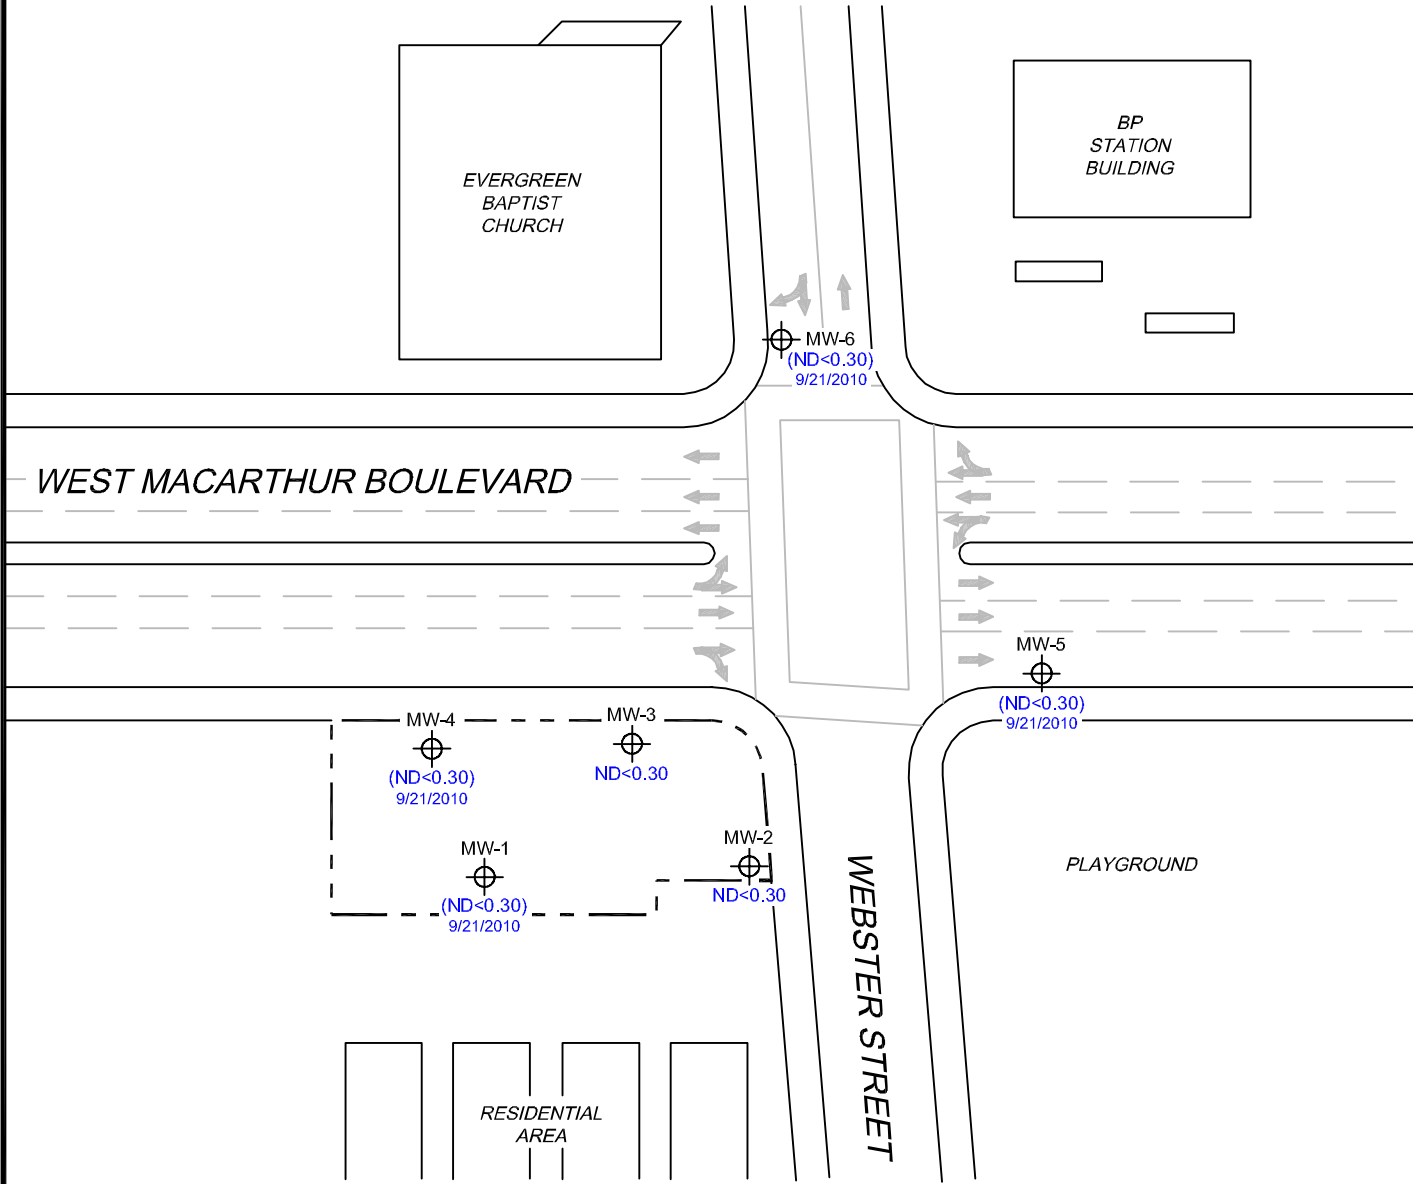 BP
STATION
BUILDING
EVERGREEN
BAPTIST
CHURCH
MW-6
(ND<0.30)
9/21/2010
WEST MACARTHUR BOULEVARD
MW-5
(ND<0.30)
9/21/2010
MW-4
(ND<0.30)
9/21/2010
MW-3
ND<0.30
MW-1
(ND<0.30)
9/21/2010
MW-2
ND<0.30
PLAYGROUND
WEBSTER STREET
RESIDENTIAL
AREA